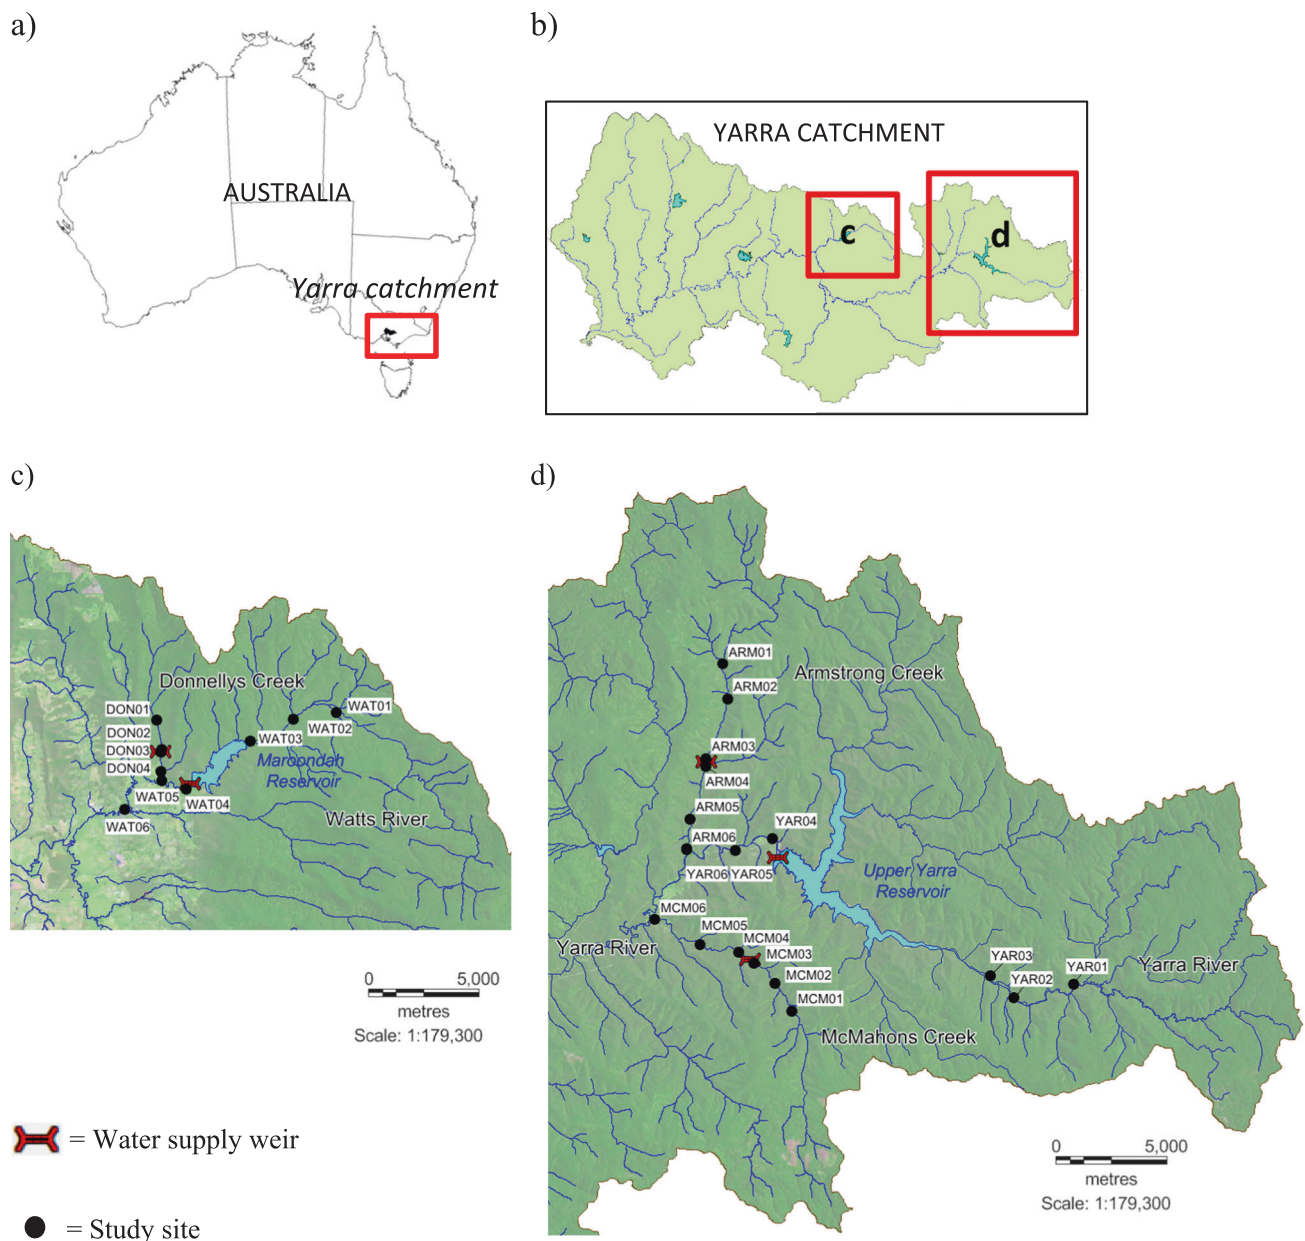 a)
b)
AUSTRALIA
Yarra catchment
YARRA CATCHMENT
c
d
c)
d)
Donnellys Creek
DON01
DON02
DON03
DON04
WAT01
WAT02
WAT03
Maroondah
Reservoir
WAT05
WAT04
WAT06
Watts River
0 5,000
metres
Scale: 1:179,300
ARM01
Armstrong Creek
ARM02
ARM03
ARM04
ARM05
YAR04
ARM06
YAR06
YAR05
Upper Yarra
Reservoir
MCM06
MCM05
MCM04
Yarra River
MCM03
MCM02
MCM01
YAR03
YAR02
YAR01
Yarra River
McMahons Creek
0 5,000
metres
Scale: 1:179,300
= Water supply weir
= Study site